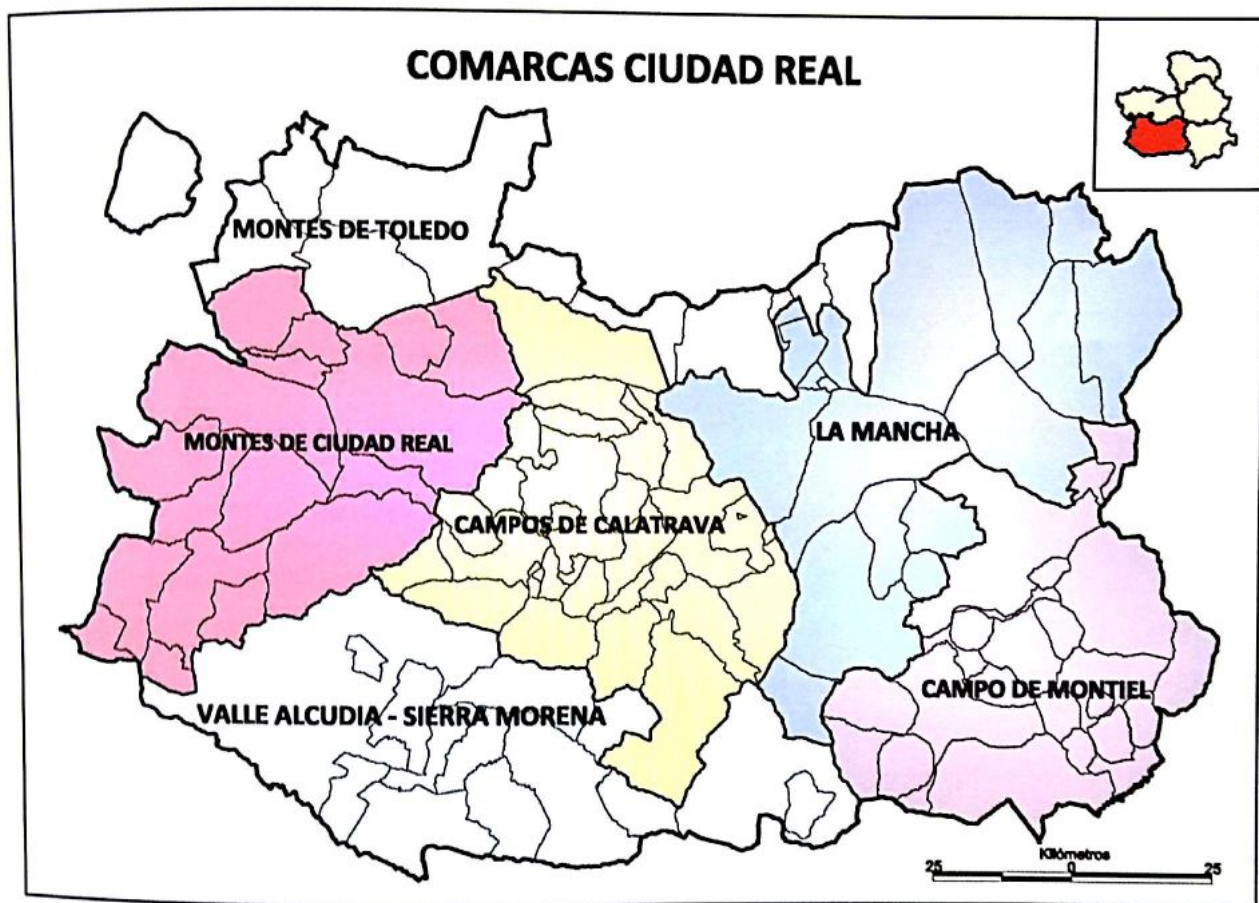 COMARCAS CIUDAD REAL
MONTES DE TOLEDO
MONTES DE CIUDAD REAL
LA MANCHA
CAMPOS DE CALATRAVA
CAMPO DE MONTIEL
VALLE ALCUDIA - SIERRA MORENA
Kilómetros
25 0 25